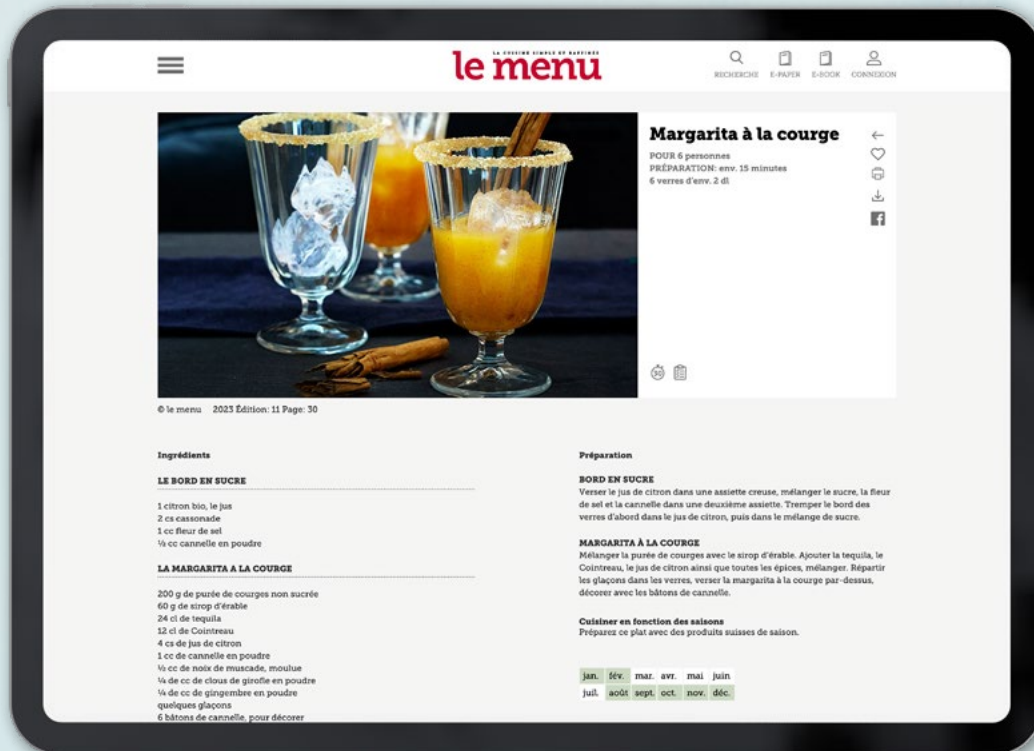 LA CUISINE SIMPLE ET RAFFINÉE
le menu
RECHERCHE E-PAPER E-BOOK CONNEXION
Margarita à la courge
POUR 6 personnes
PRÉPARATION: env. 15 minutes
6 verres d'env. 2 dl
30
© le menu 2023 Édition: 11 Page: 30
Ingrédients
LE BORD EN SUCRE
1 citron bio, le jus
2 cs cassonade
1 cc fleur de sel
½ cc cannelle en poudre
LA MARGARITA A LA COURGE
200 g de purée de courges non sucrée
60 g de sirop d'érable
24 cl de tequila
12 cl de Cointreau
4 cs de jus de citron
1 cc de cannelle en poudre
½ cc de noix de muscade, moulue
¼ de cc de clous de girofle en poudre
¼ de cc de gingembre en poudre
quelques glaçons
6 bâtons de cannelle, pour décorer
Préparation
BORD EN SUCRE
Verser le jus de citron dans une assiette creuse, mélanger le sucre, la fleur
de sel et la cannelle dans une deuxième assiette. Tremper le bord des
verres d'abord dans le jus de citron, puis dans le mélange de sucre.
MARGARITA À LA COURGE
Mélanger la purée de courges avec le sirop d'érable. Ajouter la tequila, le
Cointreau, le jus de citron ainsi que toutes les épices, mélanger. Répartir
les glaçons dans les verres, verser la margarita à la courge par-dessus,
décorer avec les bâtons de cannelle.
Cuisiner en fonction des saisons
Préparez ce plat avec des produits suisses de saison.
jan. fév. mar. avr. mai juin
juil. août sept. oct. nov. déc.